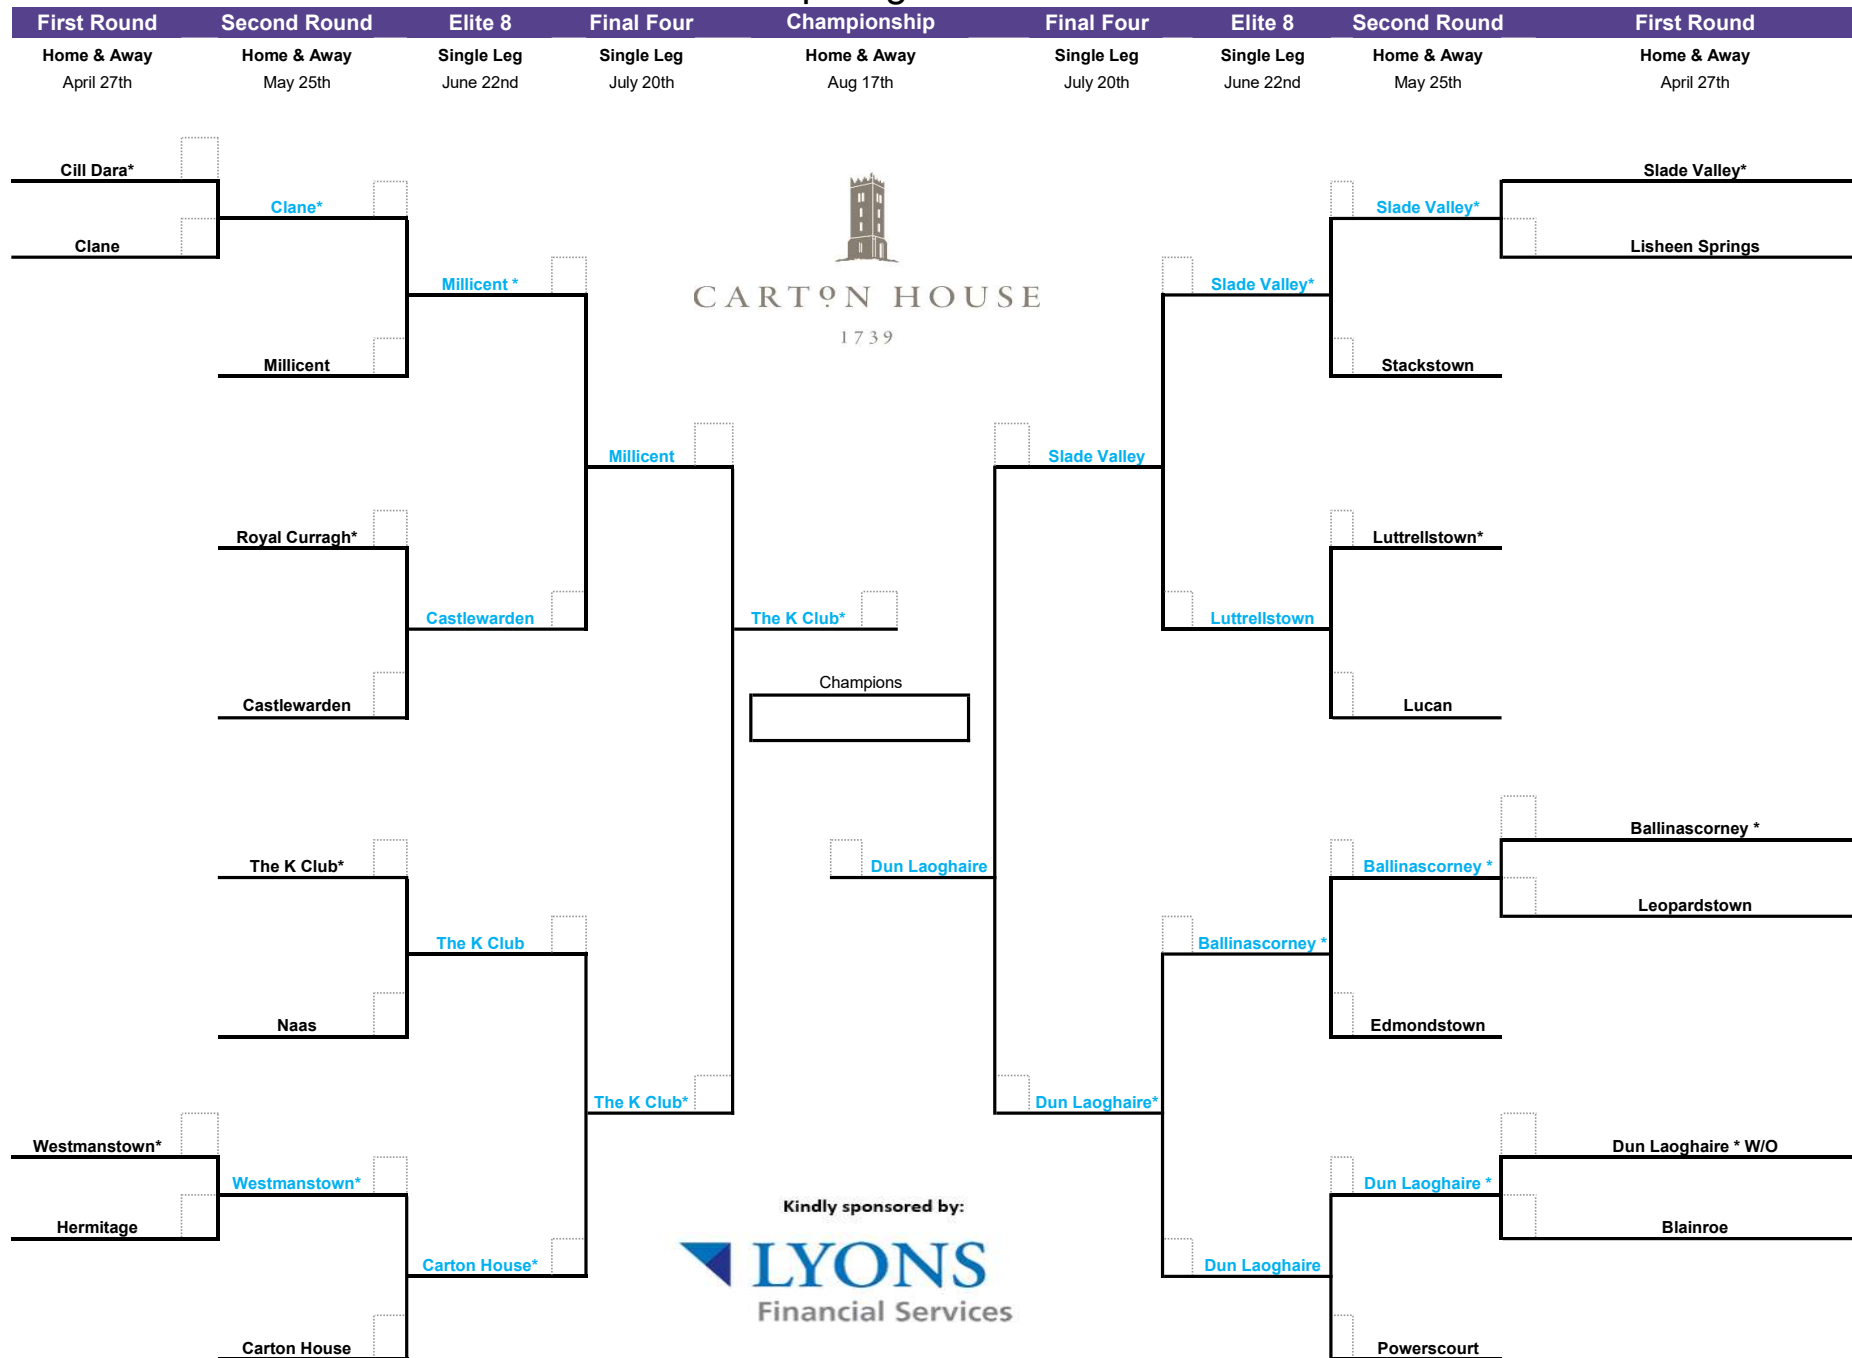 First Round Second Round Elite 8 Final Four Championship Final Four Elite 8 Second Round First Round
Home & Away Home & Away Single Leg Single Leg Home & Away Single Leg Single Leg Home & Away Home & Away
April 27th May 25th June 22nd July 20th Aug 17th July 20th June 22nd May 25th April 27th
Cill Dara* Slade Valley*
Clane* Slade Valley*
Clane Lisheen Springs
Millicent * Slade Valley*
CARTON HOUSE
1739
Millicent Stackstown
Millicent Slade Valley
Royal Curragh* Luttrellstown*
Castlewarden The K Club* Luttrellstown
Champions
Castlewarden Lucan
Ballinascorney *
The K Club* Dun Laoghaire Ballinascorney *
Leopardstown
The K Club Ballinascorney *
Naas Edmondstown
The K Club* Dun Laoghaire*
Westmanstown* Dun Laoghaire * W/O
Westmanstown* Dun Laoghaire *
Kindly sponsored by:
Hermitage Blainroe
Carton House* LYONS Dun Laoghaire
Financial Services
Carton House Powerscourt